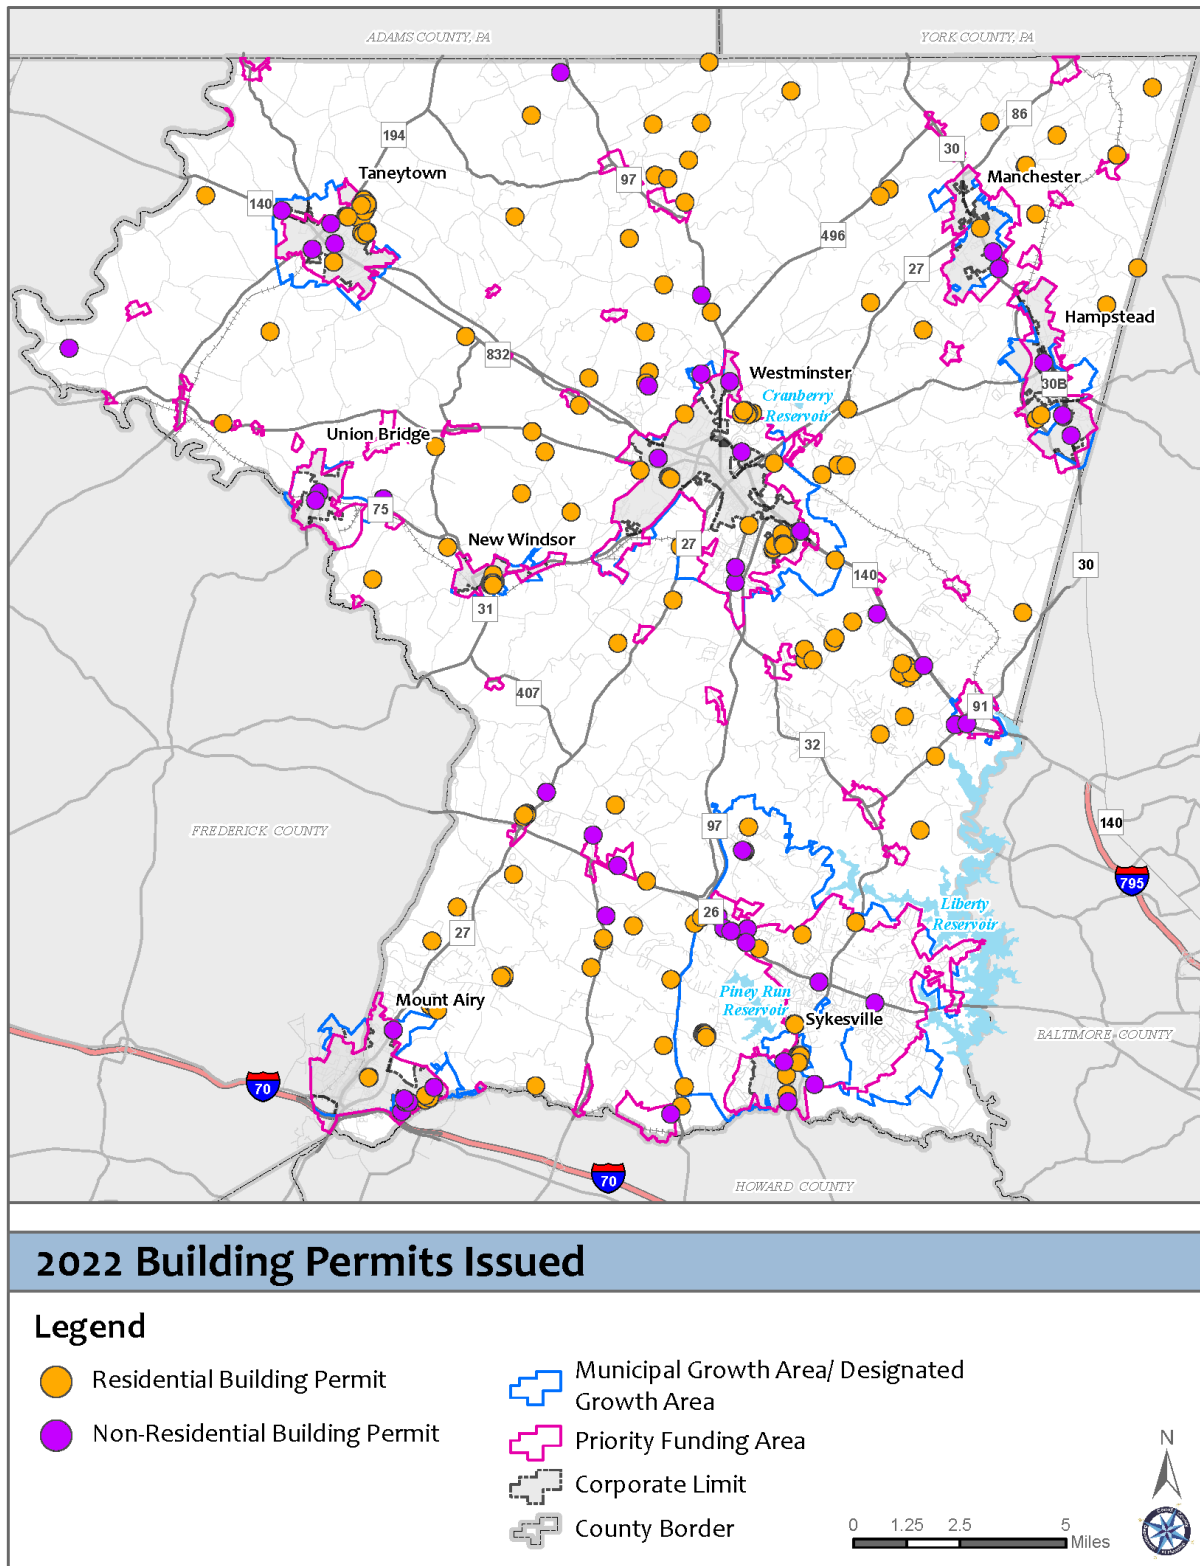 ADAMS COUNTY, PA
YORK COUNTY, PA
86
194
30
Taneytown
97
Manchester
140
496
27
Hampstead
832
Westminster
30B
Cranberry
Reservoir
Union Bridge
75
New Windsor
27
30
140
31
407
91
32
FREDERICK COUNTY
97
140
795
26
Liberty
Reservoir
27
Mount Airy
Piney Run
Reservoir
Sykesville
BALTIMORE COUNTY
70
70
HOWARD COUNTY
2022 Building Permits Issued
Legend
Residential Building Permit
Non-Residential Building Permit
Municipal Growth Area/ Designated
Growth Area
Priority Funding Area
Corporate Limit
County Border
N
0 1.25 2.5 5
Miles